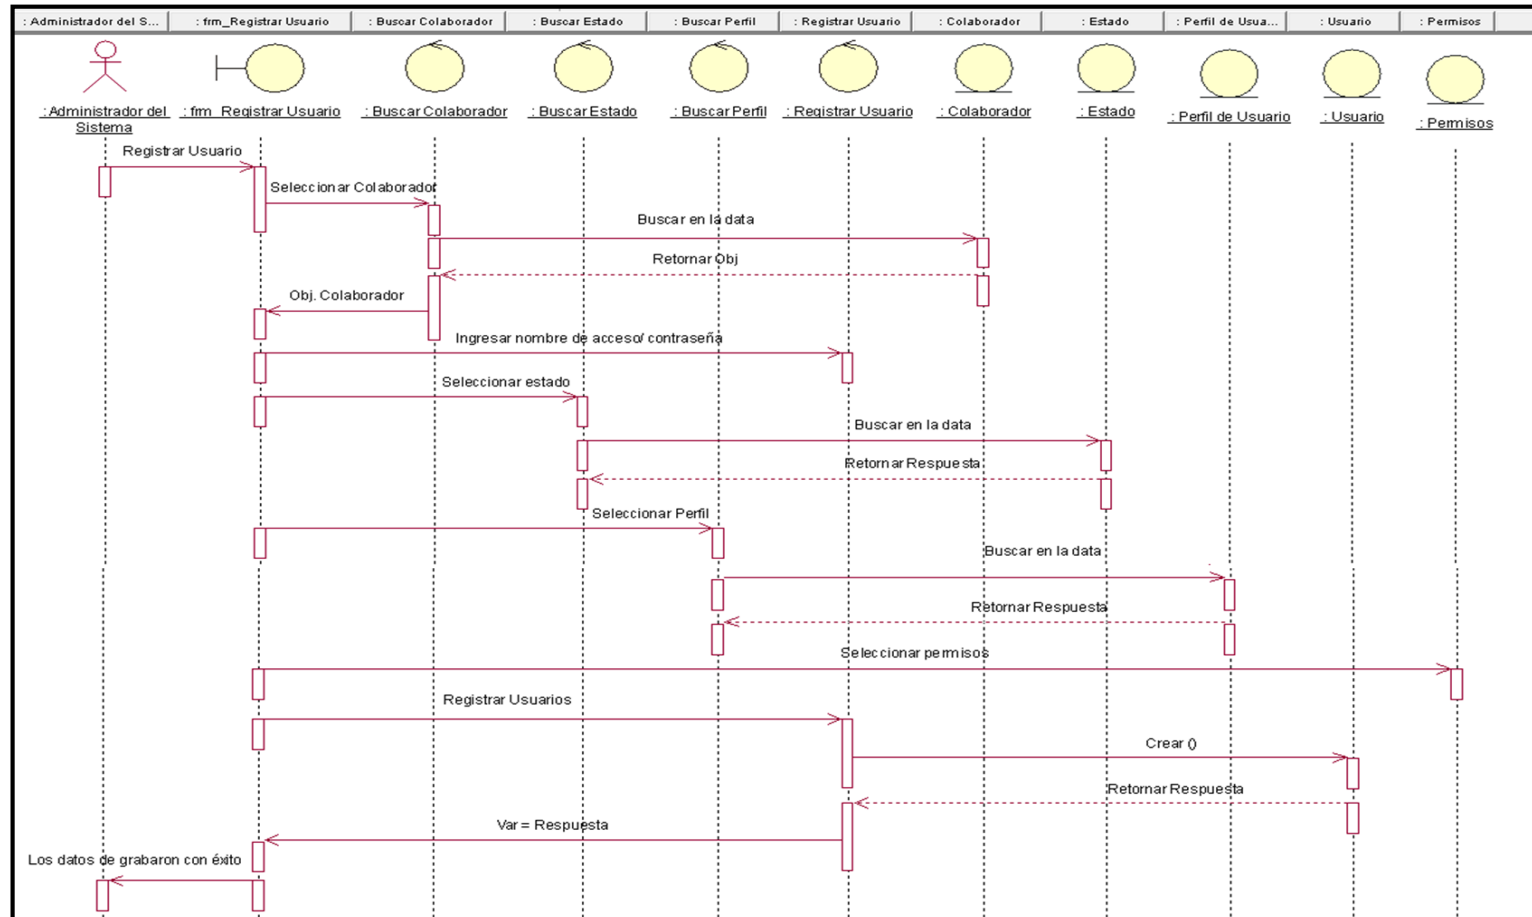 : Administrador del S...
: frm_Registrar Usuario
: Buscar Colaborador
: Buscar Estado
: Buscar Perfil
: Registrar Usuario
: Colaborador
: Estado
: Perfil de Usua...
: Usuario
: Permisos
: Administrador del
Sistema
: frm_Registrar Usuario
: Buscar Colaborador
: Buscar Estado
: Buscar Perfil
: Registrar Usuario
: Colaborador
: Estado
: Perfil de Usuario
: Usuario
: Permisos
Registrar Usuario
Seleccionar Colaborador
Buscar en la data
Retornar Obj
Obj. Colaborador
Ingresar nombre de acceso/ contraseña
Seleccionar estado
Buscar en la data
Retornar Respuesta
Seleccionar Perfil
Buscar en la data
Retornar Respuesta
Seleccionar permisos
Registrar Usuarios
Crear ()
Retornar Respuesta
Var = Respuesta
Los datos de grabaron con éxito